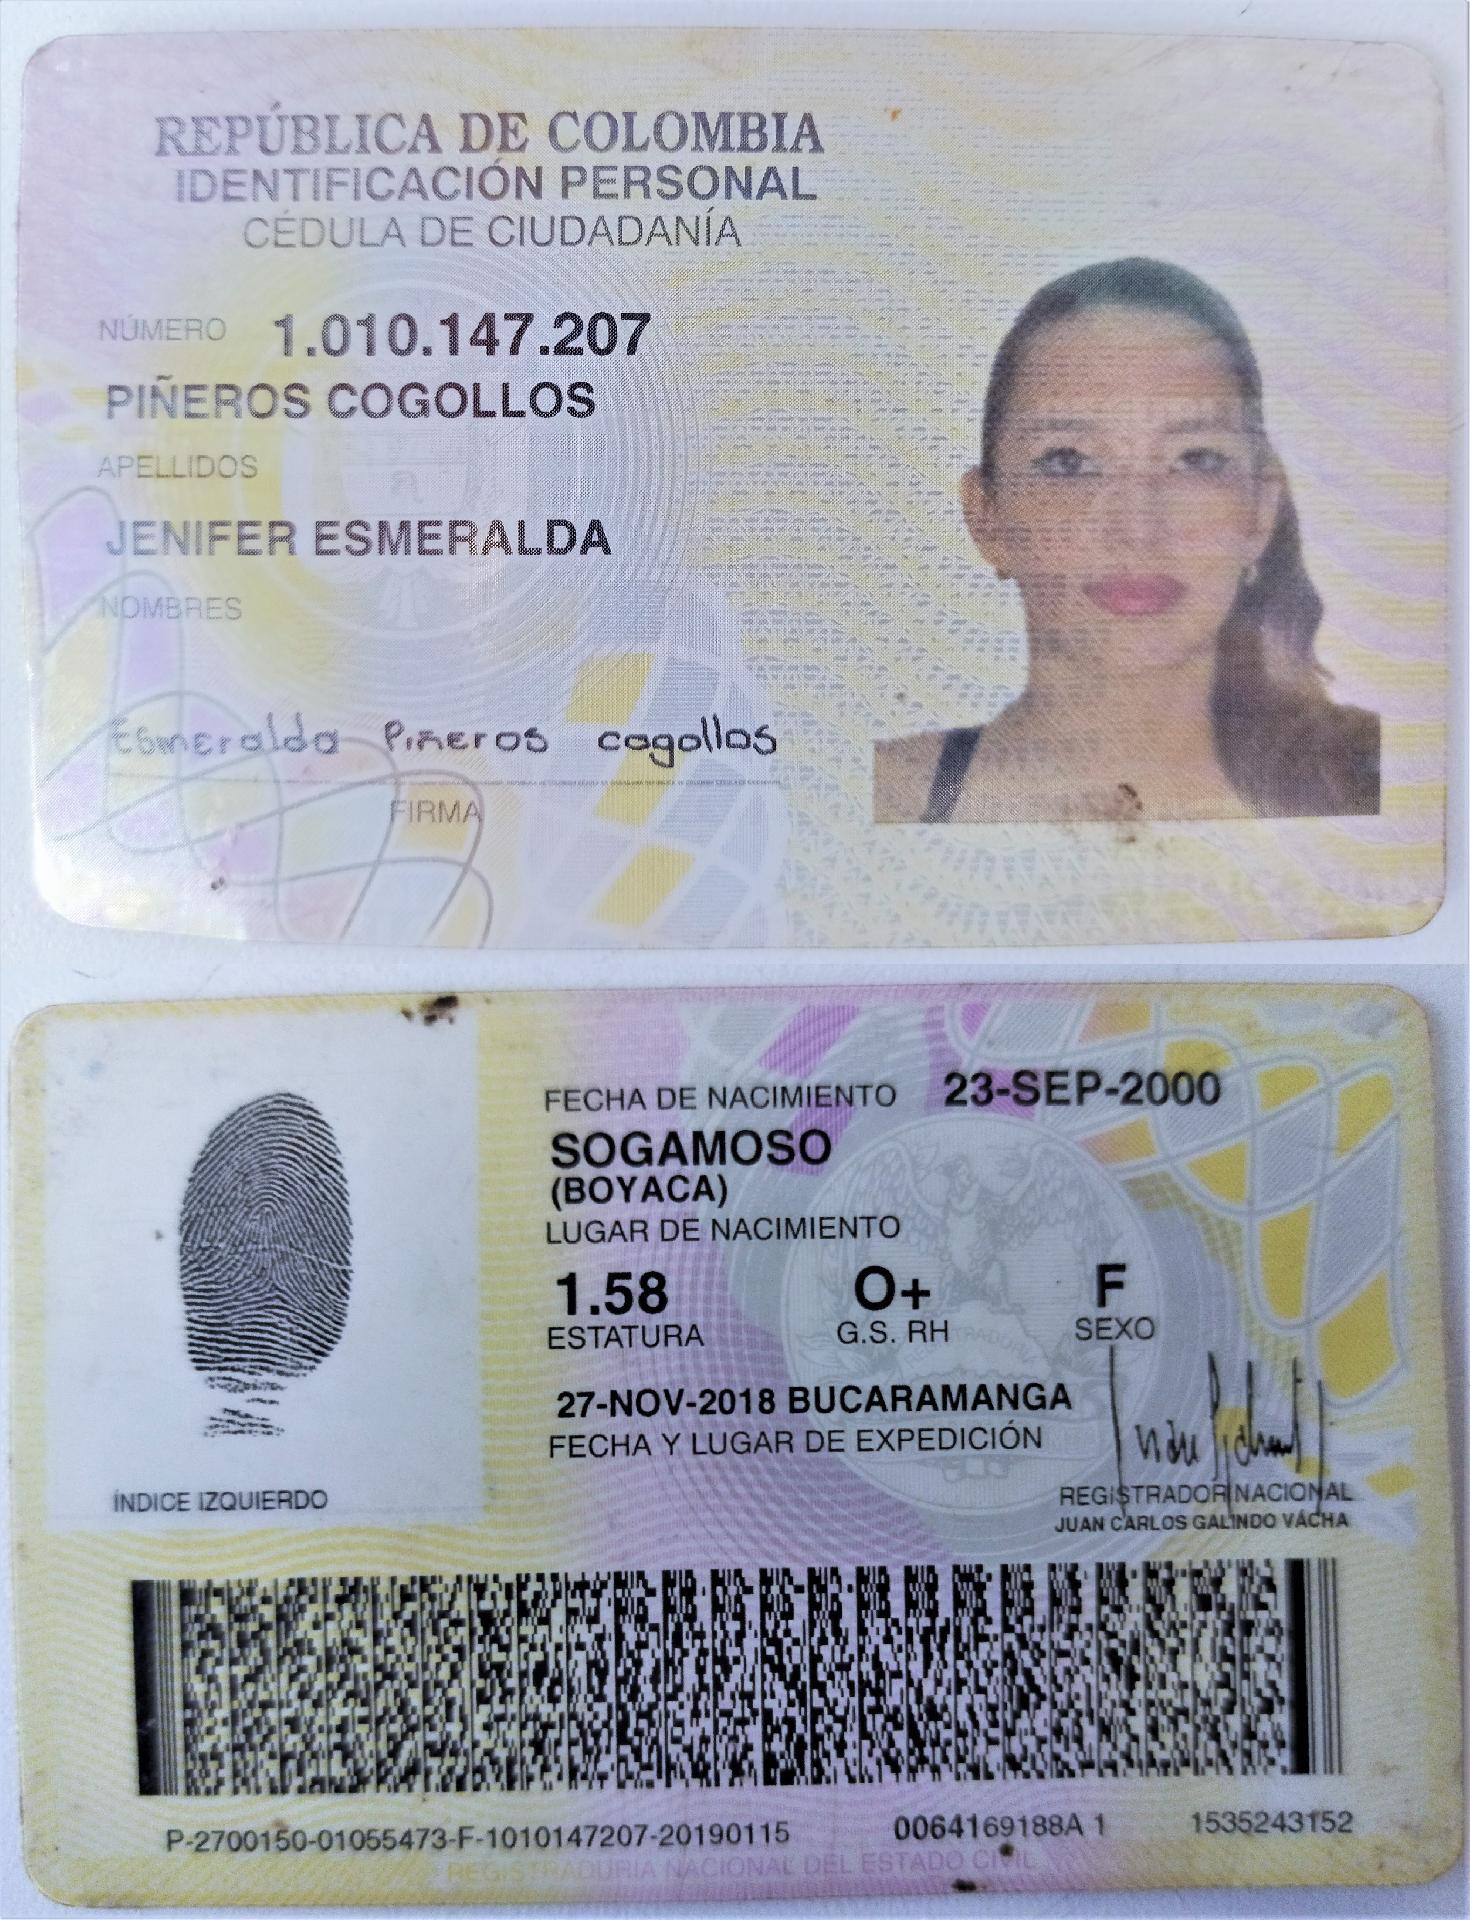 REPÚBLICA DE COLOMBIA
IDENTIFICACIÓN PERSONAL
CÉDULA DE CIUDADANÍA
NÚMERO 1.010.147.207
PIÑEROS COGOLLOS
APELLIDOS
JENIFER ESMERALDA
NOMBRES
Esmeralda Piñeros cogollos
FIRMA
FECHA DE NACIMIENTO 23-SEP-2000
SOGAMOSO
(BOYACA)
LUGAR DE NACIMIENTO
1.58 O+ F
ESTATURA G.S. RH SEXO
27-NOV-2018 BUCARAMANGA
FECHA Y LUGAR DE EXPEDICIÓN
ÍNDICE IZQUIERDO
REGISTRADOR NACIONAL
JUAN CARLOS GALINDO VÁCHA
P-2700150-01055473-F-1010147207-20190115 0064169188A 1 1535243152
REGISTRADURIA NACIONAL DEL ESTADO CIVIL